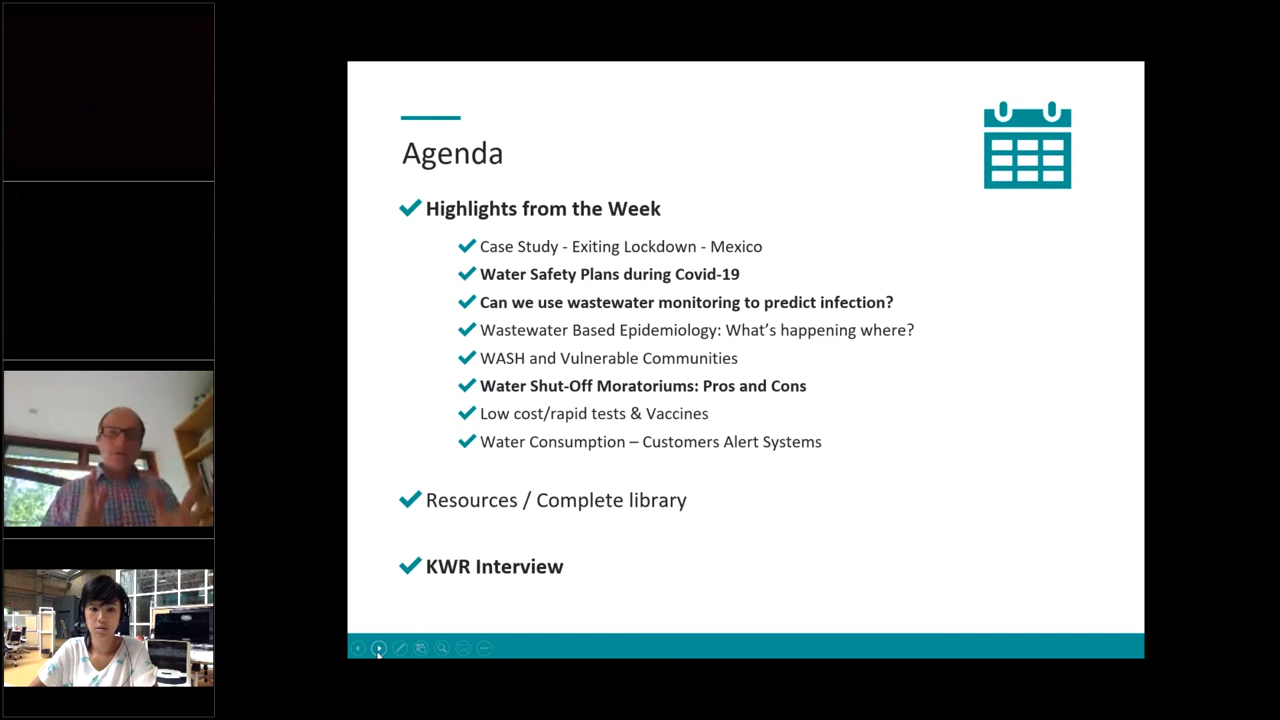 Agenda
Highlights from the Week
Case Study - Exiting Lockdown - Mexico
Water Safety Plans during Covid-19
Can we use wastewater monitoring to predict infection?
Wastewater Based Epidemiology: What's happening where?
WASH and Vulnerable Communities
Water Shut-Off Moratoriums: Pros and Cons
Low cost/rapid tests & Vaccines
Water Consumption – Customers Alert Systems
Resources / Complete library
KWR Interview